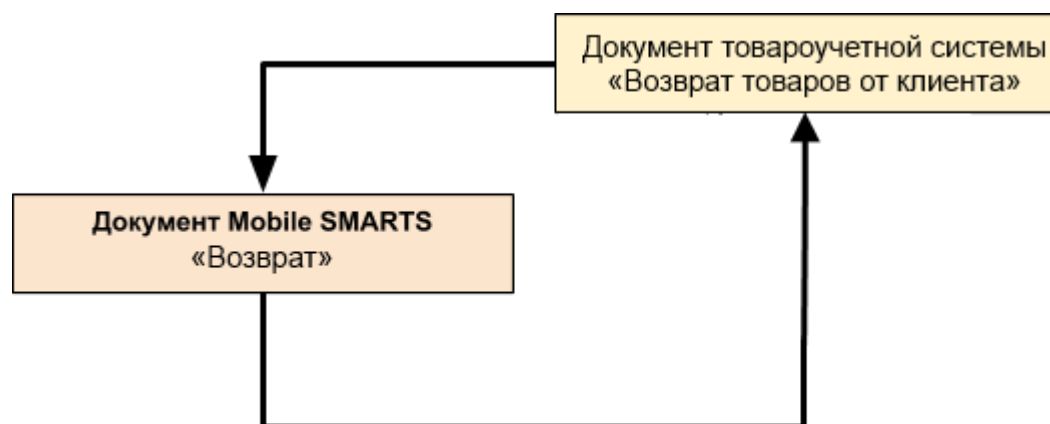 Документ товароучетной системы
«Возврат товаров от клиента»
Документ Mobile SMARTS
«Возврат»